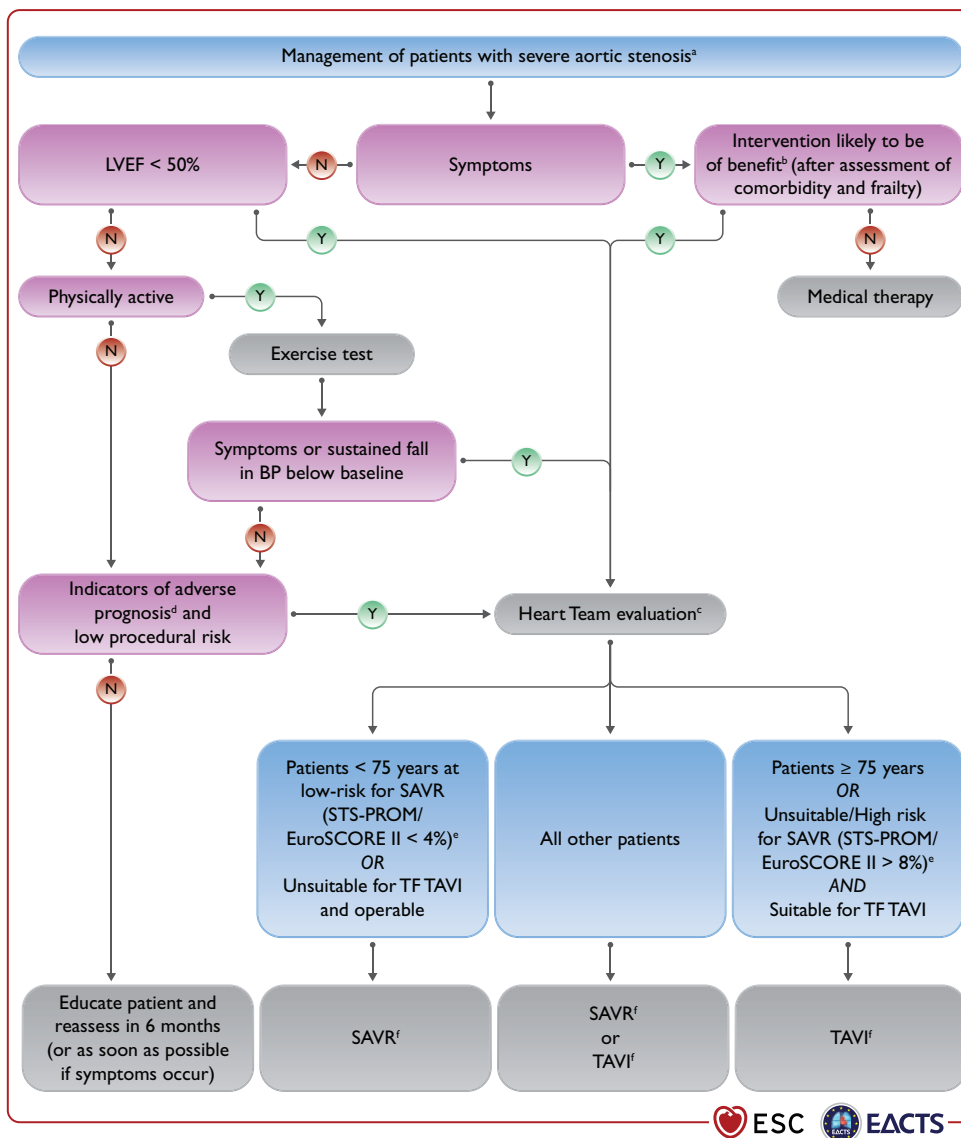 Management of patients with severe aortic stenosisᵃ
LVEF < 50%
N
Symptoms
Y
Intervention likely to be
of benefitᵇ (after assessment of
comorbidity and frailty)
N
Y
Y
N
Physically active
Y
Medical therapy
N
Exercise test
Symptoms or sustained fall
in BP below baseline
Y
N
Indicators of adverse
prognosisᵈ and
low procedural risk
Y
Heart Team evaluationᶜ
N
Patients < 75 years at
low-risk for SAVR
(STS-PROM/
EuroSCORE II < 4%)ᵉ
OR
Unsuitable for TF TAVI
and operable
All other patients
Patients ≥ 75 years
OR
Unsuitable/High risk
for SAVR (STS-PROM/
EuroSCORE II > 8%)ᵉ
AND
Suitable for TF TAVI
Educate patient and
reassess in 6 months
(or as soon as possible
if symptoms occur)
SAVRᶠ
SAVRᶠ
or
TAVIᶠ
TAVIᶠ
ESC
EACTS
EACTS